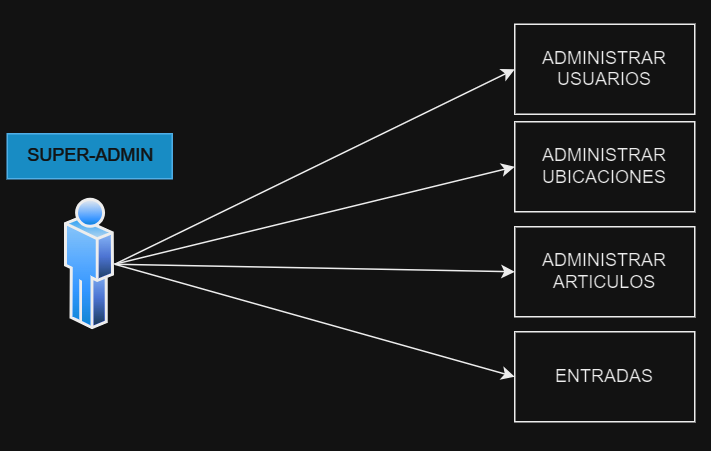 SUPER-ADMIN
ADMINISTRAR
USUARIOS
ADMINISTRAR
UBICACIONES
ADMINISTRAR
ARTICULOS
ENTRADAS